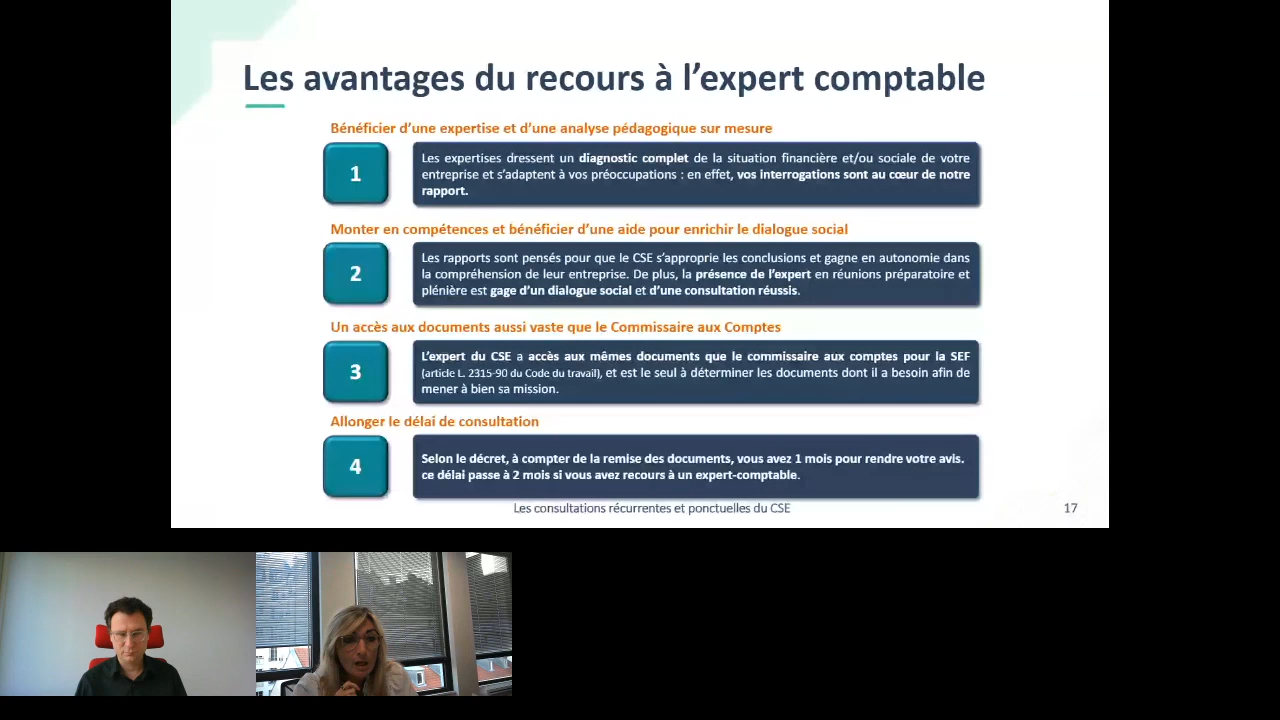 Les avantages du recours à l’expert comptable
Bénéficier d’une expertise et d’une analyse pédagogique sur mesure
1
Les expertises dressent un diagnostic complet de la situation financière et/ou sociale de votre
entreprise et s’adaptent à vos préoccupations : en effet, vos interrogations sont au cœur de notre
rapport.
Monter en compétences et bénéficier d’une aide pour enrichir le dialogue social
2
Les rapports sont pensés pour que le CSE s’approprie les conclusions et gagne en autonomie dans
la compréhension de leur entreprise. De plus, la présence de l’expert en réunions préparatoire et
plénière est gage d’un dialogue social et d’une consultation réussis.
Un accès aux documents aussi vaste que le Commissaire aux Comptes
3
L’expert du CSE a accès aux mêmes documents que le commissaire aux comptes pour la SEF
(article L. 2315-90 du Code du travail), et est le seul à déterminer les documents dont il a besoin afin de
mener à bien sa mission.
Allonger le délai de consultation
4
Selon le décret, à compter de la remise des documents, vous avez 1 mois pour rendre votre avis.
ce délai passe à 2 mois si vous avez recours à un expert-comptable.
Les consultations récurrentes et ponctuelles du CSE
17